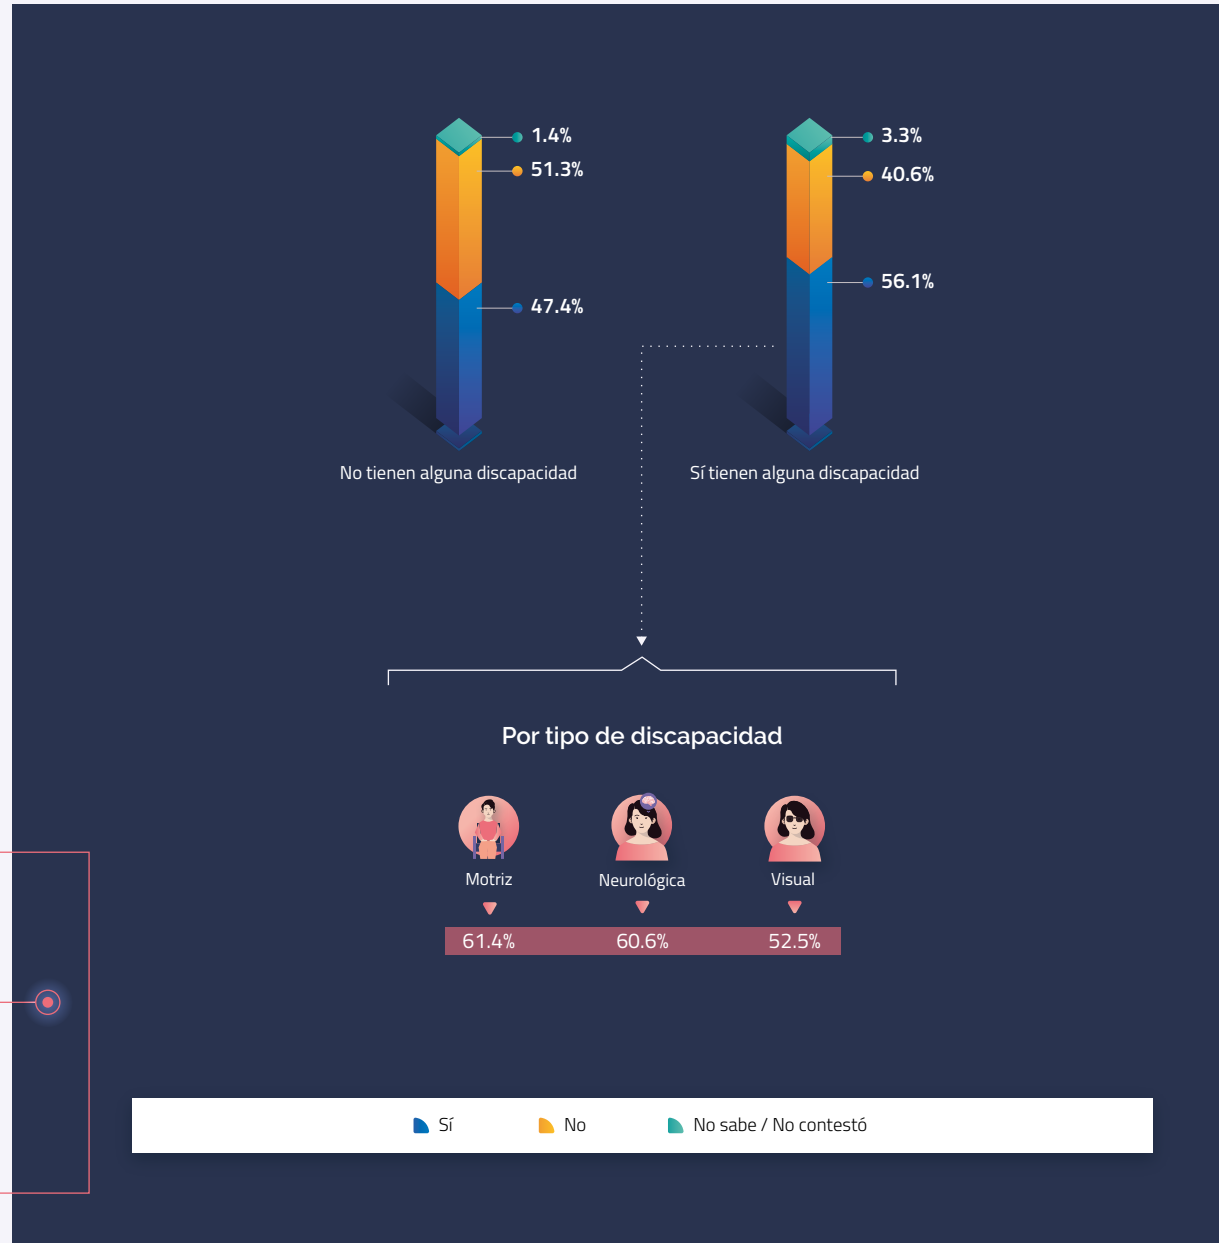 1.4%
51.3%
47.4%
No tienen alguna discapacidad
3.3%
40.6%
56.1%
Sí tienen alguna discapacidad
Por tipo de discapacidad
Motriz
Neurológica
Visual
61.4%
60.6%
52.5%
Sí
No
No sabe / No contestó